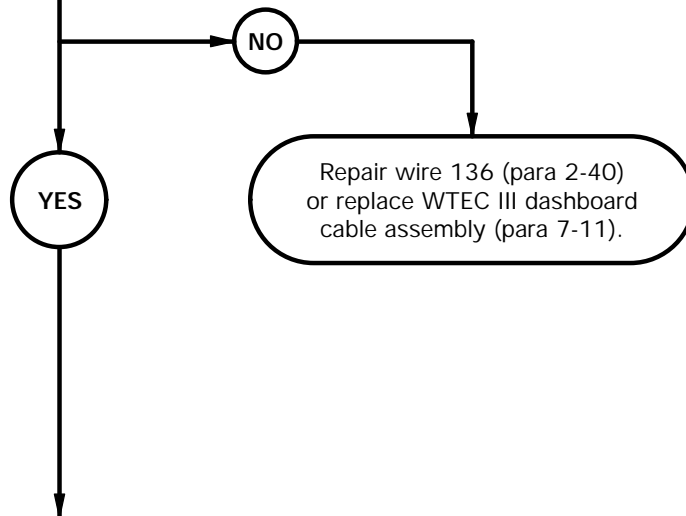 NO
YES
Repair wire 136 (para 2-40)
or replace WTEC III dashboard
cable assembly (para 7-11).